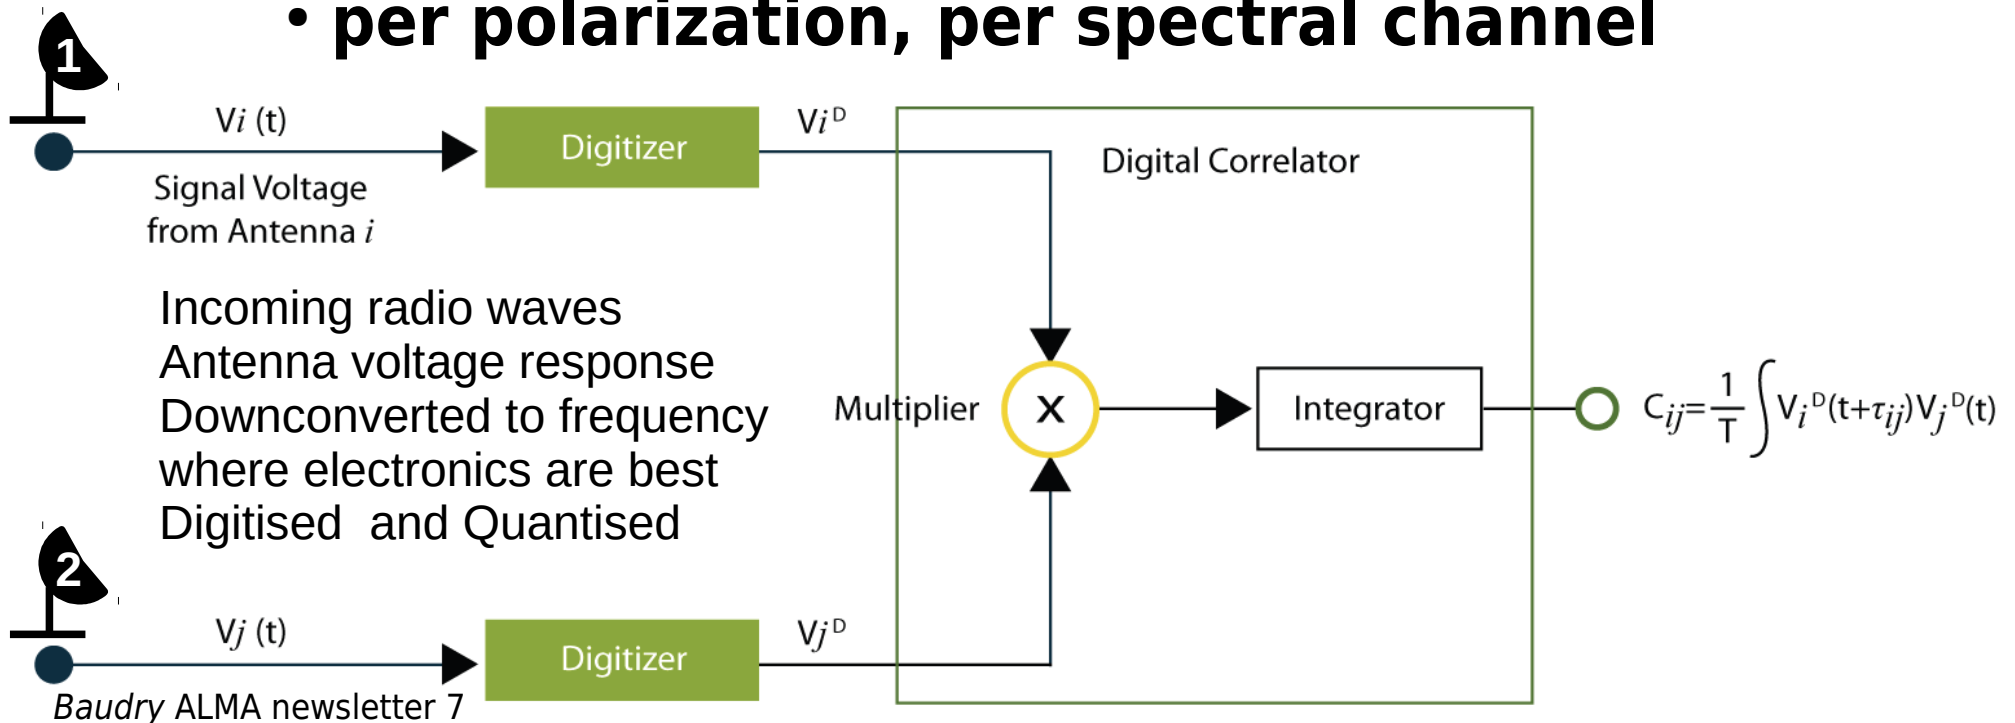 • per polarization, per spectral channel
1
Vi (t)
Digitizer
Vi D
Digital Correlator
Signal Voltage
from Antenna i
Incoming radio waves
Antenna voltage response
Downconverted to frequency
where electronics are best
Digitised  and Quantised
Multiplier
X
Integrator
Cij= 1/T ∫Vi D(t+τij)Vj D(t)
2
Vj (t)
Digitizer
Vj D
Baudry ALMA newsletter 7